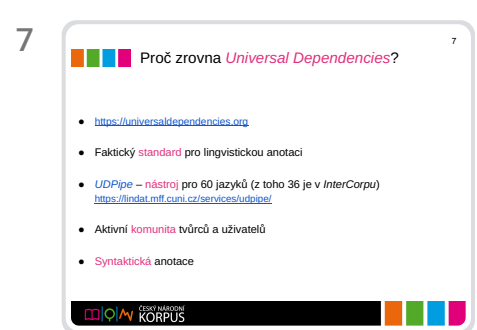 7
7
Proč zrovna Universal Dependencies?
● https://universaldependencies.org
● Faktický standard pro lingvistickou anotaci
● UDPipe – nástroj pro 60 jazyků (z toho 36 je v InterCorpu)
https://lindat.mff.cuni.cz/services/udpipe/
● Aktivní komunita tvůrců a uživatelů
● Syntaktická anotace
ČESKÝ NÁRODNÍ
KORPUS